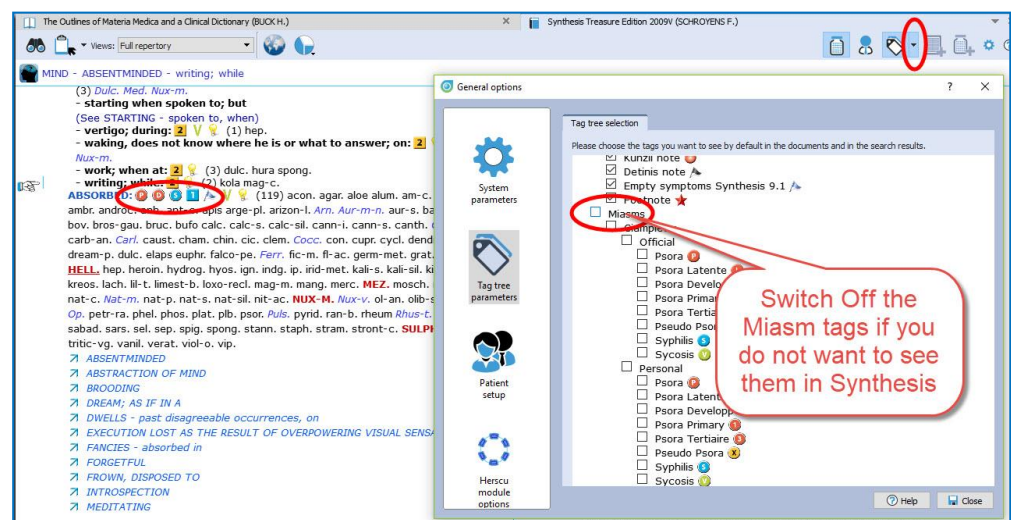 The Outlines of Materia Medica and a Clinical Dictionary (BUCK H.)
Synthesis Treasure Edition 2009V (SCHROYENS F.)
Views: Full repertory
MIND - ABSENTMINDED - writing; while
(3) Dulc. Med. Nux-m.
- starting when spoken to; but
(See STARTING - spoken to, when)
- vertigo; during: 2 (1) hep.
- waking, does not know where he is or what to answer; on: 2
Nux-m.
- work; when at: 2 (3) dulc. hura spong.
- writing; while: 2 (2) kola mag-c.
ABSORBED: P D S 1 V (119) acon. agar. aloe alum. am-c.
ambr. androc. anh. ant-c. apis arge-pl. arizon-l. Arn. Aur-m-n. aur-s. ba
bov. bros-gau. bruc. bufo calc. calc-s. calc-sil. cann-i. cann-s. canth.
carb-an. Carl. caust. cham. chin. cic. clem. Cocc. con. cupr. cycl. dend
dream-p. dulc. elaps euphr. falco-pe. Ferr. fic-m. fl-ac. germ-met. grat.
HELL. hep. heroin. hydrog. hyos. ign. indg. ip. irid-met. kali-s. kali-sil. ki
kreos. lach. lil-t. limest-b. loxo-recl. mag-m. mang. merc. MEZ. mosch.
nat-c. Nat-m. nat-p. nat-s. nat-sil. nit-ac. NUX-M. Nux-v. ol-an. olib-s
Op. petr-ra. phel. phos. plat. plb. psor. Puls. pyrid. ran-b. rheum Rhus-t.
sabad. sars. sel. sep. spig. spong. stann. staph. stram. stront-c. SULPH
tritic-vg. vanil. verat. viol-o. vip.
ABSENTMINDED
ABSTRACTION OF MIND
BROODING
DREAM; AS IF IN A
DWELLS - past disagreeable occurrences, on
EXECUTION LOST AS THE RESULT OF OVERPOWERING VISUAL SENSA
FANCIES - absorbed in
FORGETFUL
FROWN, DISPOSED TO
INTROSPECTION
MEDITATING
General options
System
parameters
Tag tree
parameters
Patient
setup
Herscu
module
options
Tag tree selection
Please choose the tags you want to see by default in the documents and in the search results.
Kunzli note
Detinis note
Empty symptoms Synthesis 9.1
Footnote
Miasms
Official
Psora P
Psora Latente
Psora Develo
Psora Primar
Psora Tertia
Pseudo Psor
Syphilis S
Sycosis V
Personal
Psora P
Psora Latent
Psora Developp
Psora Primary 1
Psora Tertiaire 3
Pseudo Psora X
Syphilis S
Sycosis V
Switch Off the
Miasm tags if you
do not want to see
them in Synthesis
Help
Close